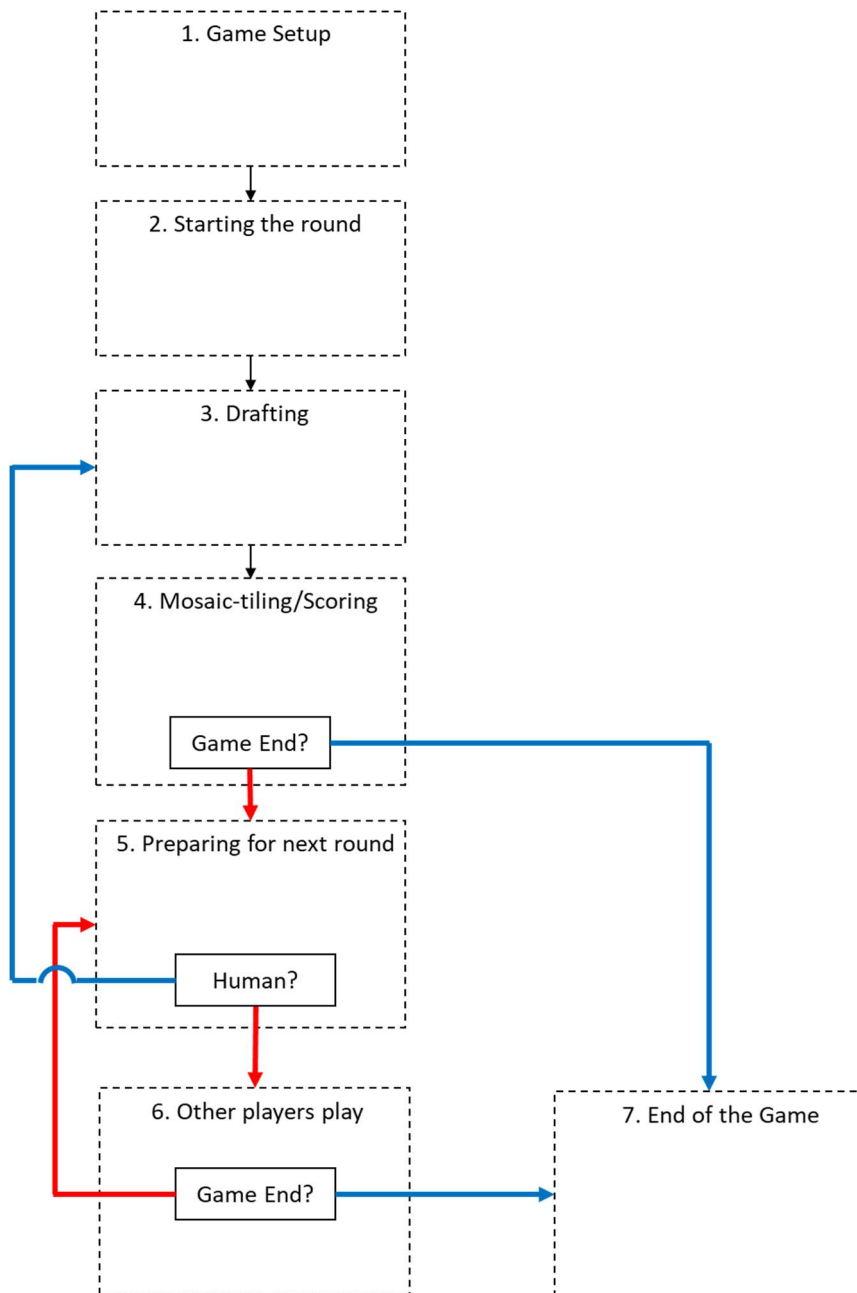 1. Game Setup
2. Starting the round
3. Drafting
4. Mosaic-tiling/Scoring
Game End?
5. Preparing for next round
Human?
6. Other players play
Game End?
7. End of the Game